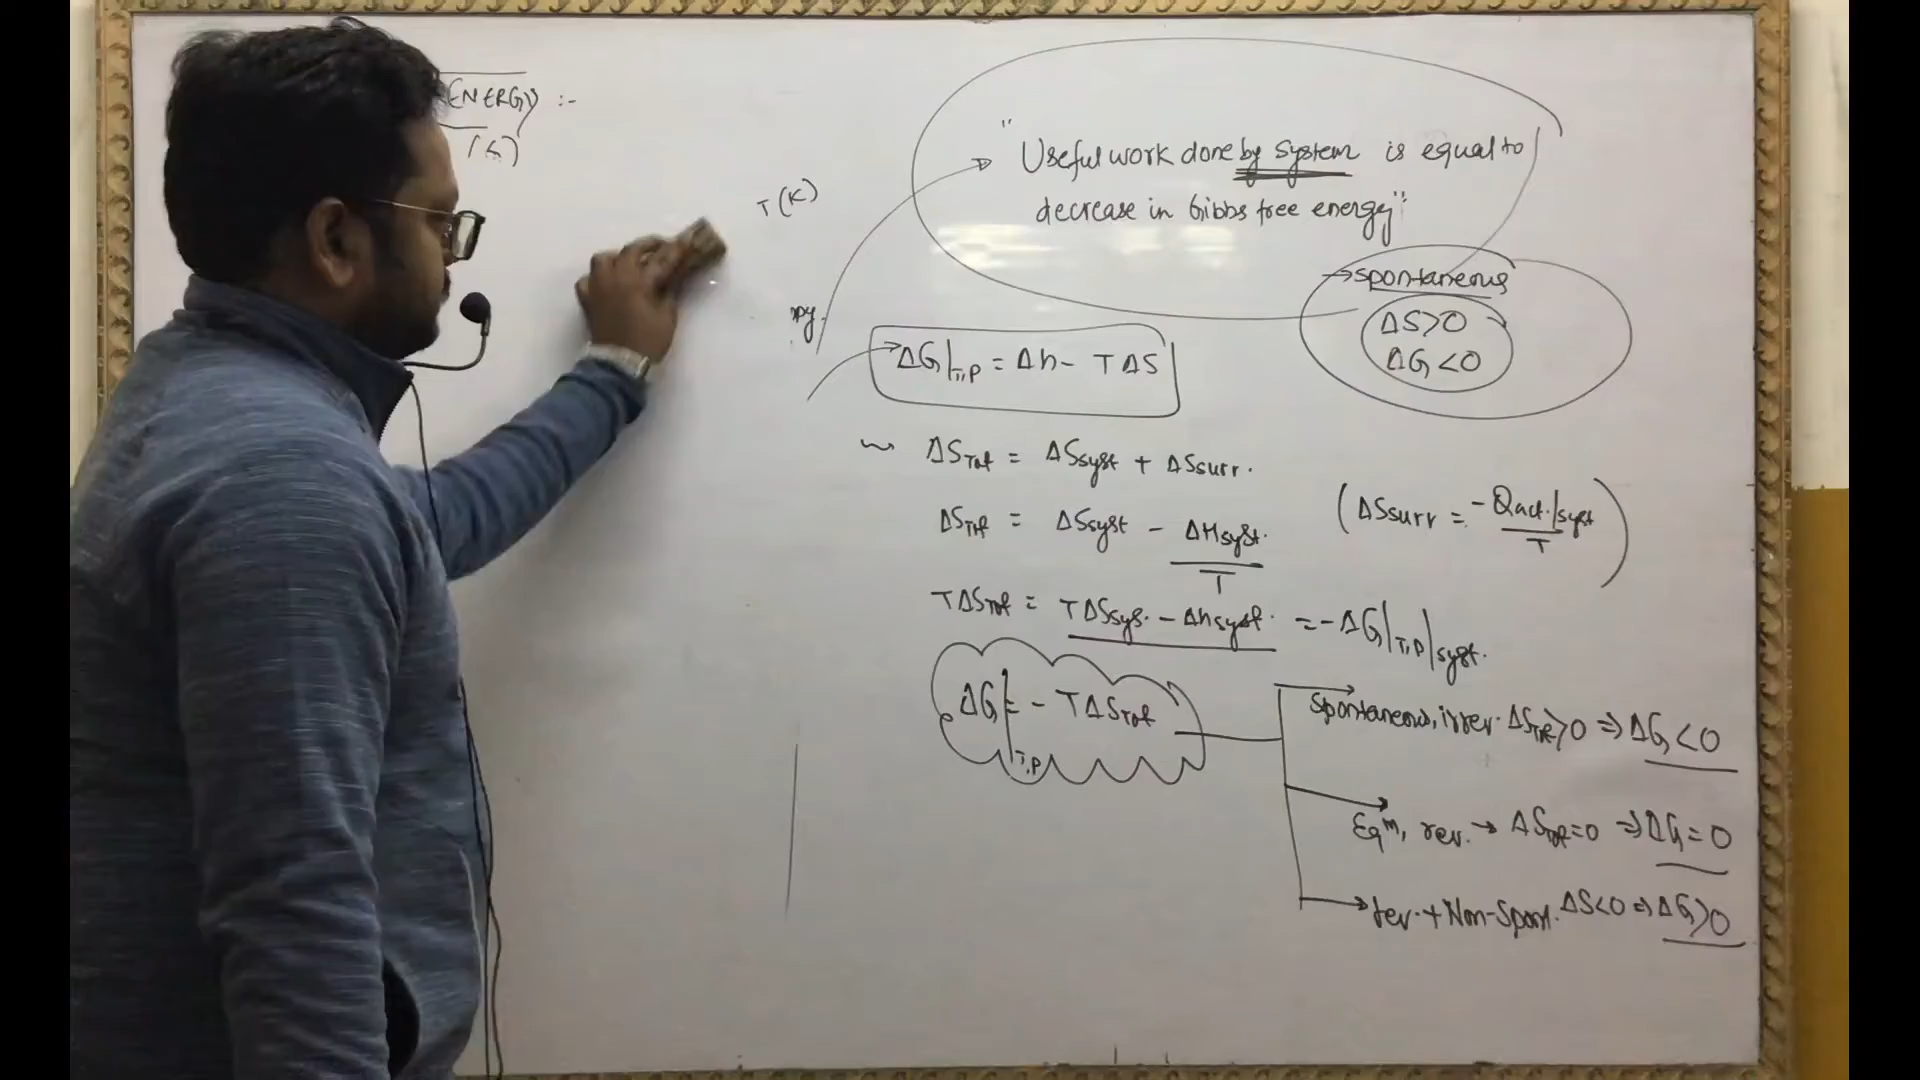 ENERGY :-
(G)
T(K)
"Useful work done by system is equal to
decrease in Gibbs free energy"
→ spontaneous
ΔS>0
ΔG<0
py.
ΔG|T,P = Δh - TΔS
ΔSTot = ΔSsyst + ΔSsurr.
ΔSTot = ΔSsyst - ΔHsyst./T
(ΔSsurr = -Qact.|syst/T)
TΔSTot = TΔSsys. - Δhsyst. = -ΔG|T,P|syst.
ΔG|T,P = - TΔSTot
Spontaneous, irrev. ΔSTot>0 ⇒ ΔG<0
Eqm, rev. → ΔSTot=0 ⇒ ΔG=0
rev. + Non-Spont. ΔS<0 ⇒ ΔG>0